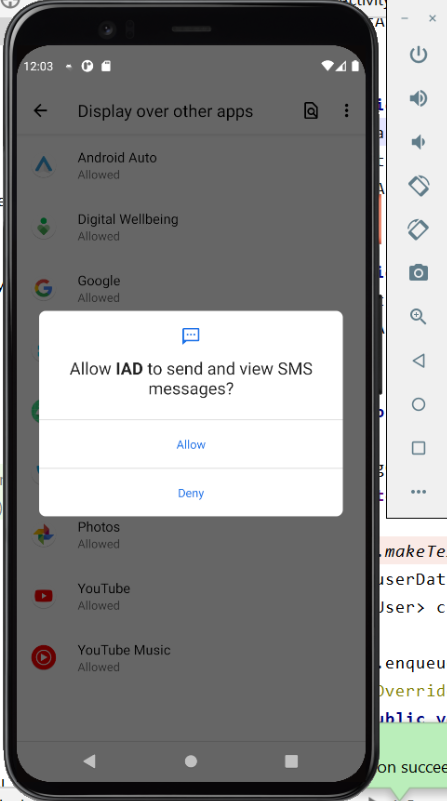 12:03
Display over other apps
Android Auto
Allowed
Digital Wellbeing
Allowed
Google
Allowed
Allow IAD to send and view SMS
messages?
Allow
Deny
Photos
Allowed
YouTube
Allowed
YouTube Music
Allowed
.makeTe
userDat
User> c
.enqueu
Overrid
ublic v
on succee